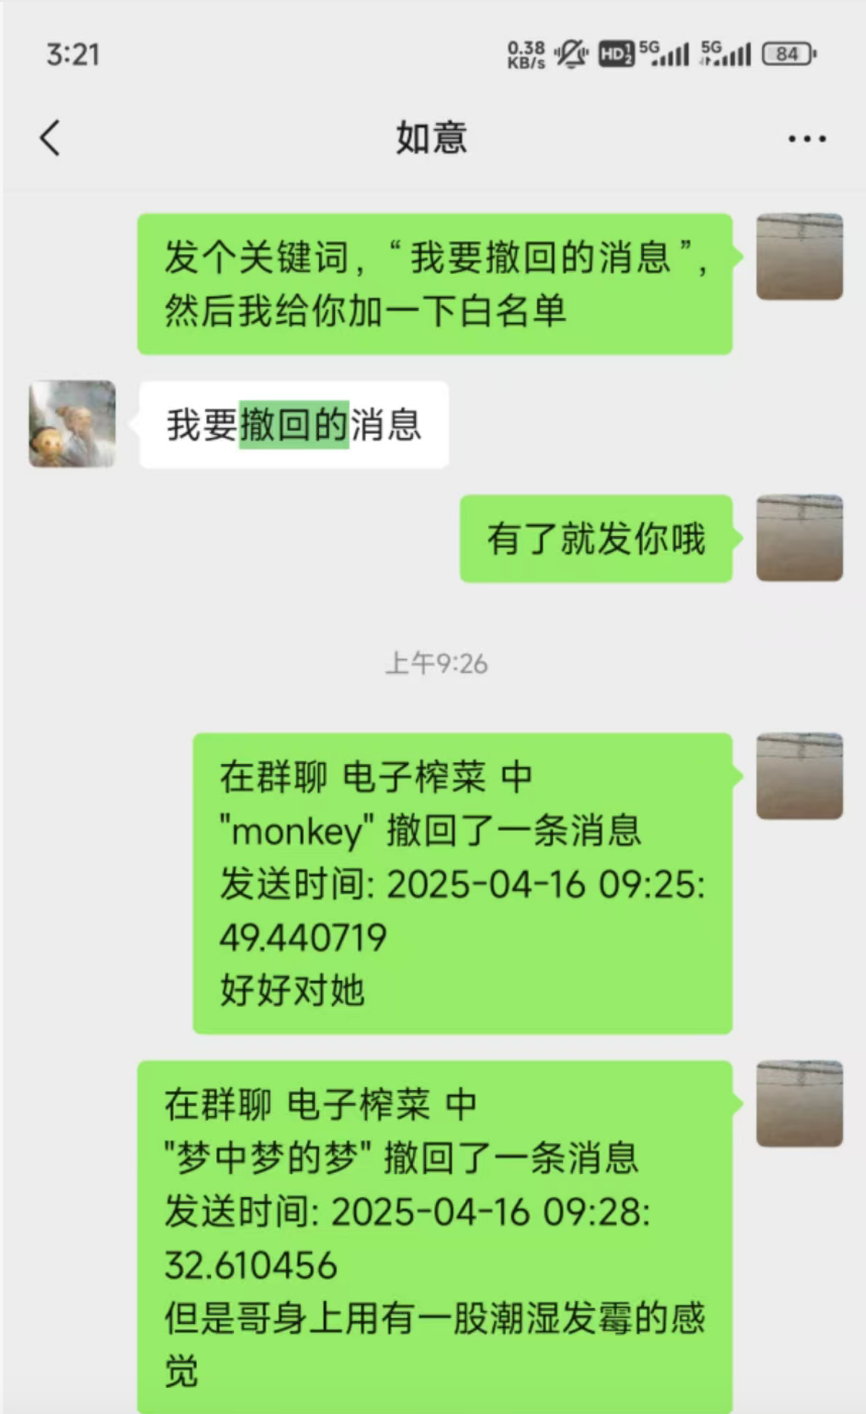 3:21
0.38
KB/s
HD 1 2
5G
5G
84
如意
发个关键词，“我要撤回的消息”，
然后我给你加一下白名单
我要撤回的消息
有了就发你哦
上午9:26
在群聊 电子榨菜 中
"monkey" 撤回了一条消息
发送时间: 2025-04-16 09:25:
49.440719
好好对她
在群聊 电子榨菜 中
"梦中梦的梦" 撤回了一条消息
发送时间: 2025-04-16 09:28:
32.610456
但是哥身上用有一股潮湿发霉的感
觉